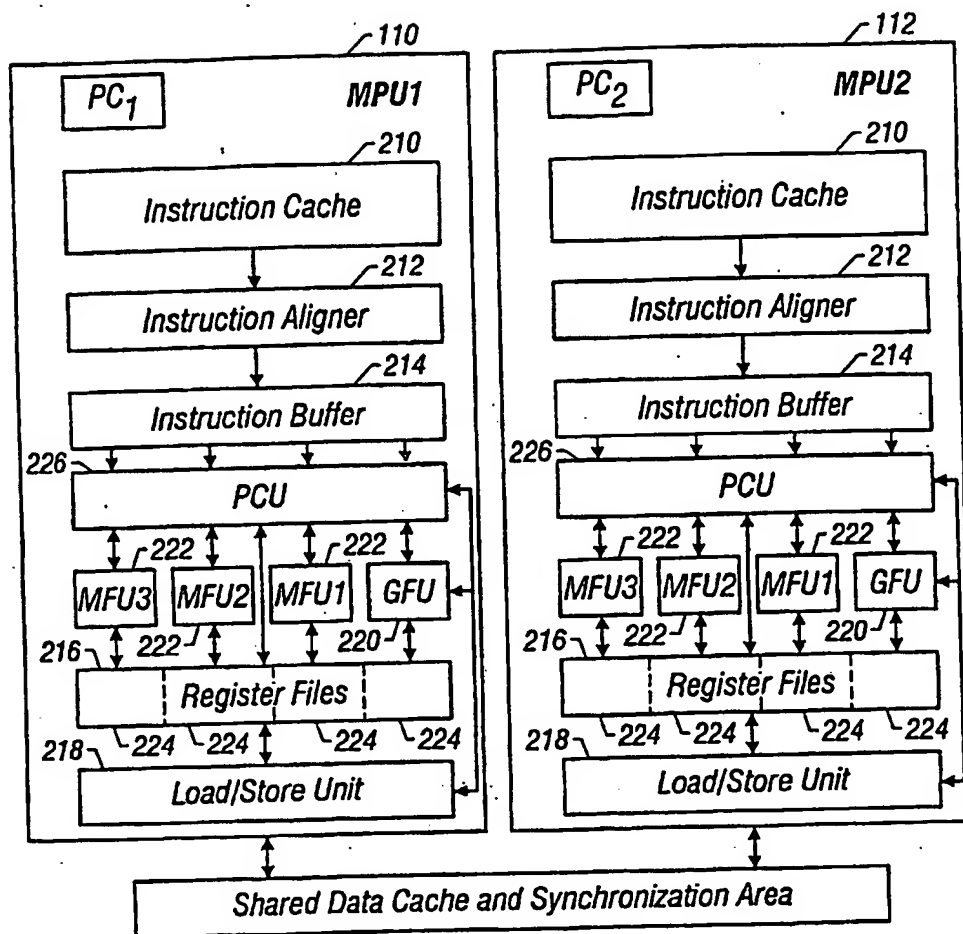 110
PC1 MPU1
210
Instruction Cache
212
Instruction Aligner
214
Instruction Buffer
226
PCU
222 222
MFU3 MFU2 MFU1 GFU
222 220
216
Register Files
224 224 224 224
218
Load/Store Unit
112
PC2 MPU2
210
Instruction Cache
212
Instruction Aligner
214
Instruction Buffer
226
PCU
222 222
MFU3 MFU2 MFU1 GFU
222 220
216
Register Files
224 224 224 224
218
Load/Store Unit
Shared Data Cache and Synchronization Area